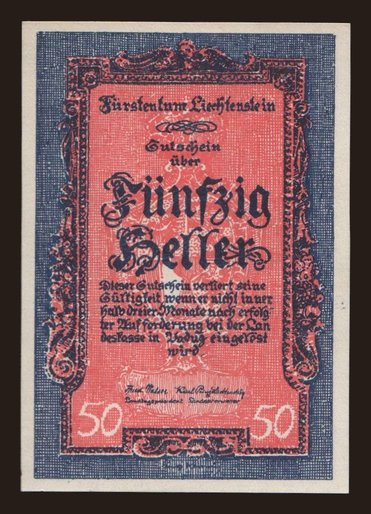 Fürstentum Liechtenstein
Gutschein
über
Fünfzig
Heller
Dieser Gutschein verliert seine
Gültigkeit wenn er nicht inner
halb dreier Monate nach erfolg
ter Aufforderung bei der Lan
deskasse in Vaduz eingelöst
wird
50 50